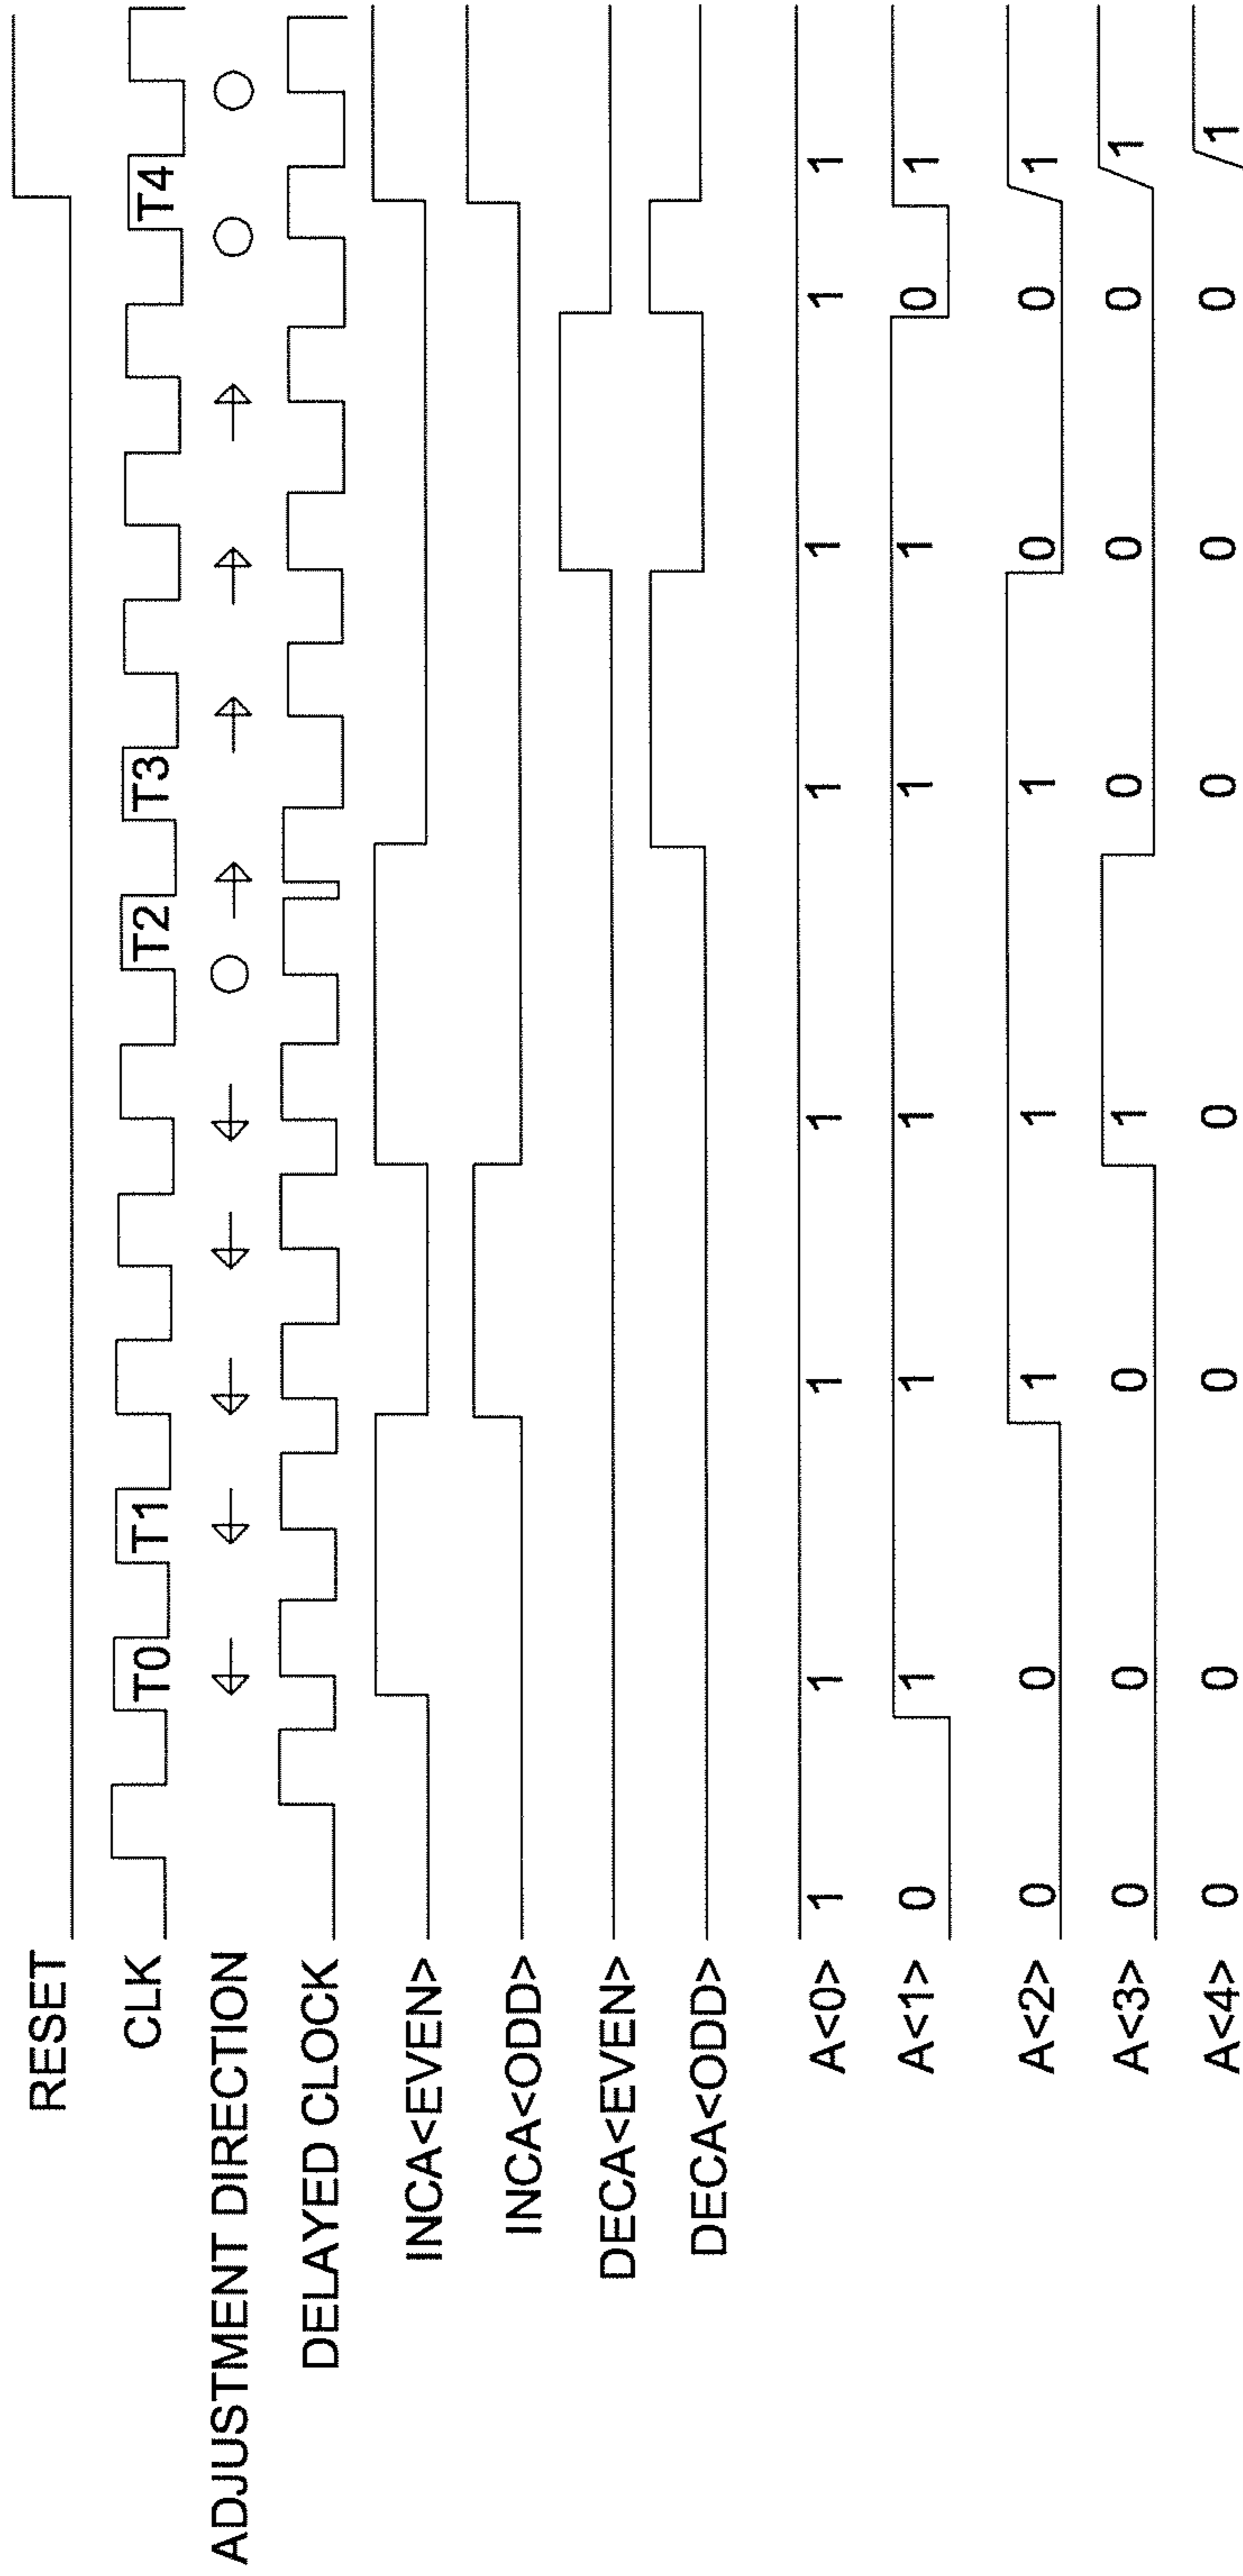 RESET
CLK T0 T1 T2 T3 T4
ADJUSTMENT DIRECTION
DELAYED CLOCK
INCA<EVEN>
INCA<ODD>
DECA<EVEN>
DECA<ODD>
A<0> 1 1 1 1 1 1 1 1
A<1> 0 1 1 1 1 1 0 1
A<2> 0 0 1 1 1 0 0 1
A<3> 0 0 0 1 0 0 0 1
A<4> 0 0 0 0 0 0 0 1